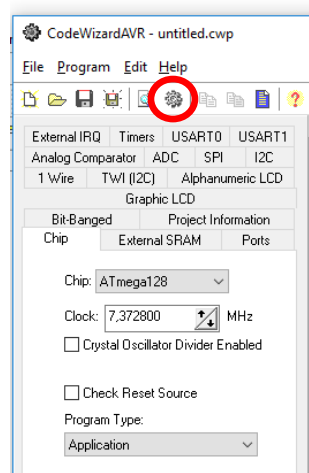 CodeWizardAVR - untitled.cwp
File Program Edit Help
External IRQ Timers USART0 USART1
Analog Comparator ADC SPI I2C
1 Wire TWI (I2C) Alphanumeric LCD
Graphic LCD
Bit-Banged Project Information
Chip External SRAM Ports
Chip: ATmega128
Clock: 7,372800 MHz
Crystal Oscillator Divider Enabled
Check Reset Source
Program Type:
Application